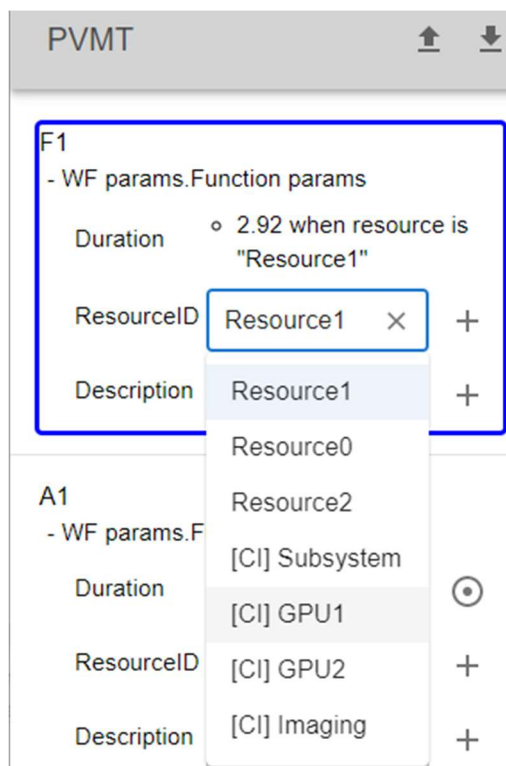 PVMT
F1
- WF params.Function params
Duration
2.92 when resource is
"Resource1"
ResourceID
Resource1
Description
Resource1
Resource0
Resource2
[CI] Subsystem
[CI] GPU1
[CI] GPU2
[CI] Imaging
A1
- WF params.F
Duration
ResourceID
Description